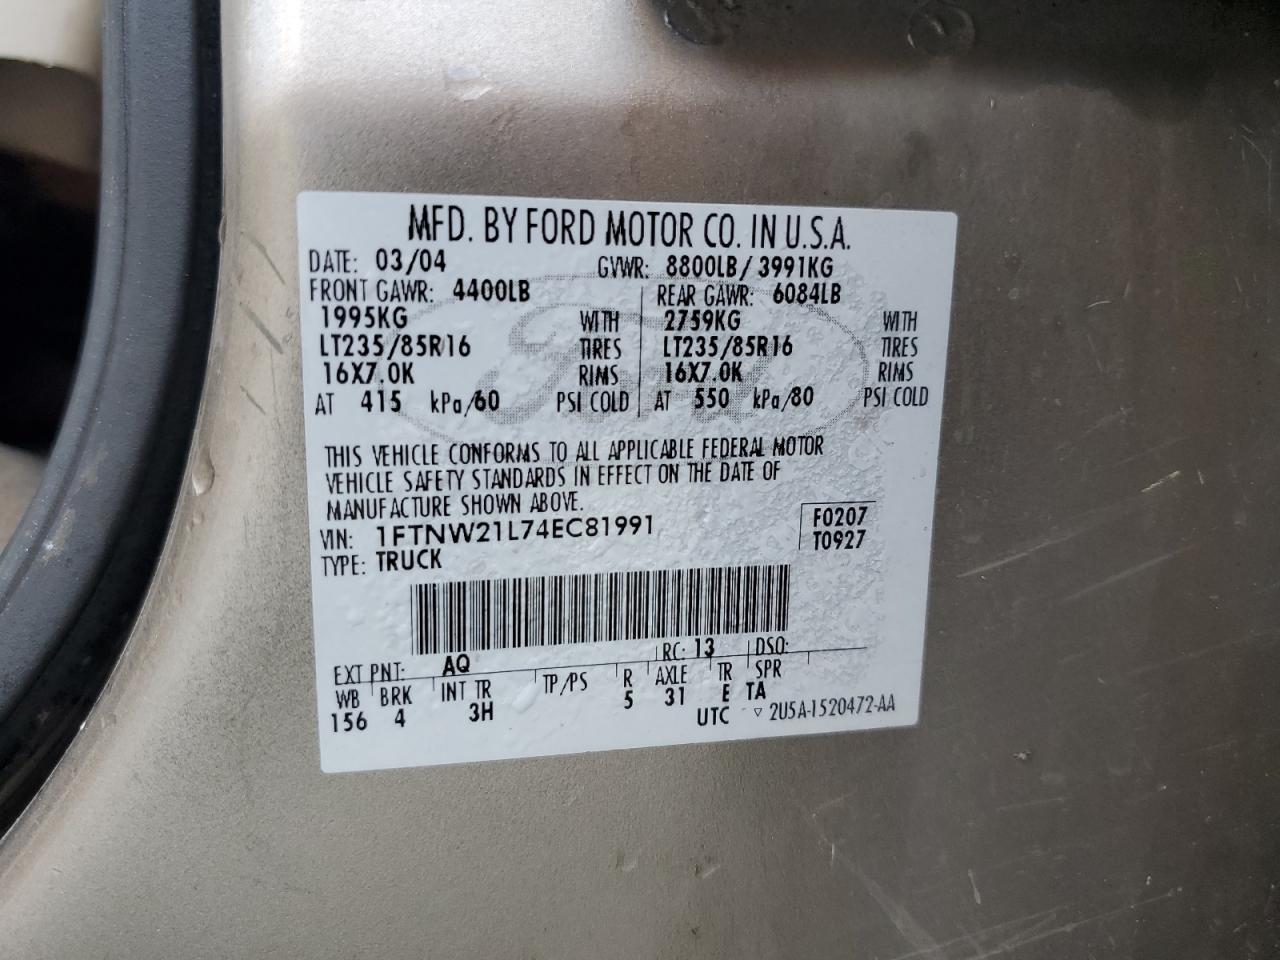 MFD. BY FORD MOTOR CO. IN U.S.A.
DATE: 03/04 GVWR: 8800LB/3991KG
FRONT GAWR: 4400LB REAR GAWR: 6084LB
1995KG WITH 2759KG WITH
LT235/85R16 TIRES LT235/85R16 TIRES
16X7.0K RIMS 16X7.0K RIMS
AT 415 kPa/60 PSI COLD AT 550 kPa/80 PSI COLD
Ford
THIS VEHICLE CONFORMS TO ALL APPLICABLE FEDERAL MOTOR
VEHICLE SAFETY STANDARDS IN EFFECT ON THE DATE OF
MANUFACTURE SHOWN ABOVE.
VIN: 1FTNW21L74EC81991 F0207
TYPE: TRUCK T0927
EXT PNT: AQ RC: 13 DSO:
WB BRK INT TR TP/PS R AXLE TR SPR
156 4 3H 5 31 E TA
UTC ▽ 2U5A-1520472-AA